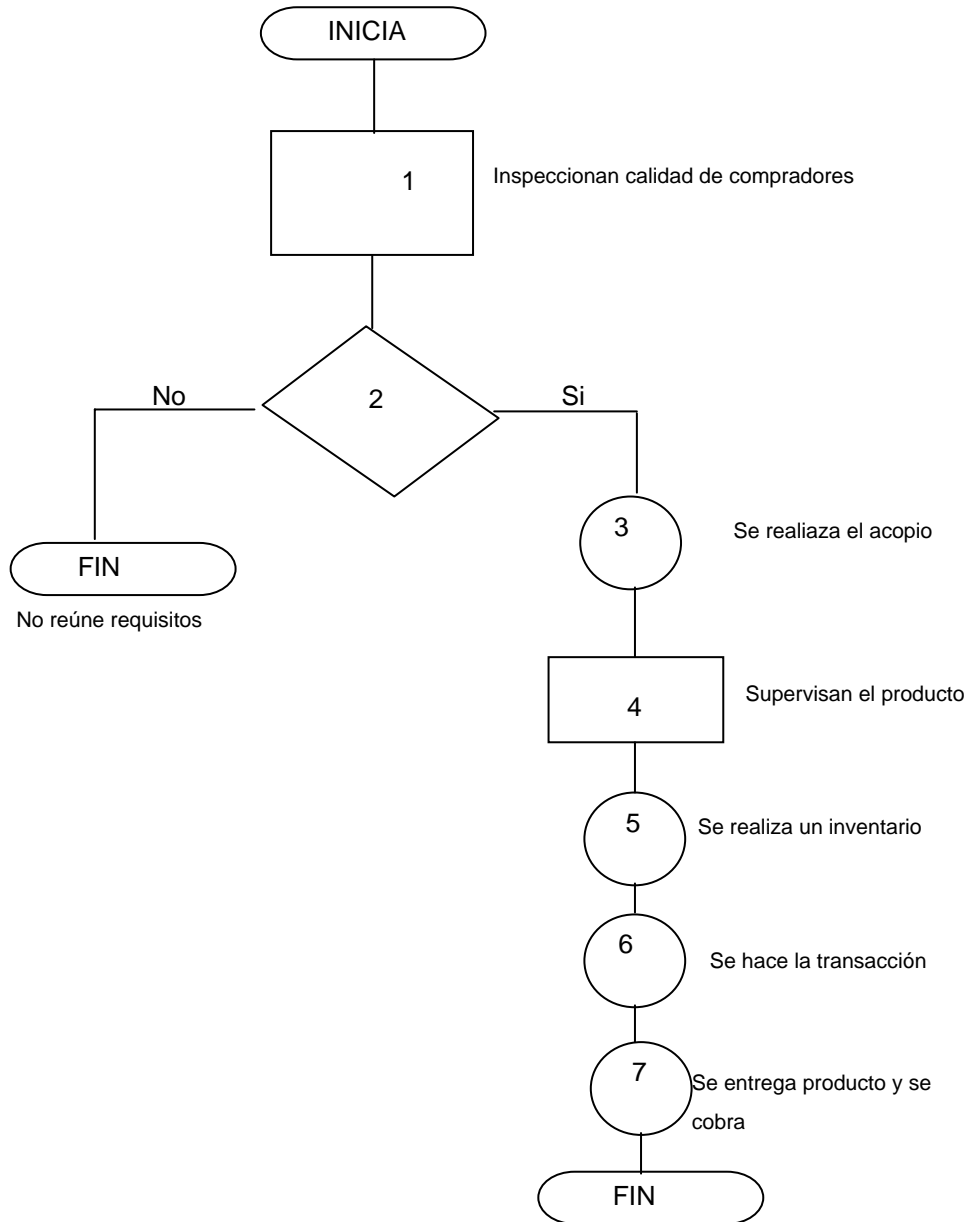 INICIA
1
Inspeccionan calidad de compradores
2
No
Si
3
Se realiaza el acopio
FIN
No reúne requisitos
4
Supervisan el producto
5
Se realiza un inventario
6
Se hace la transacción
7
Se entrega producto y se
cobra
FIN